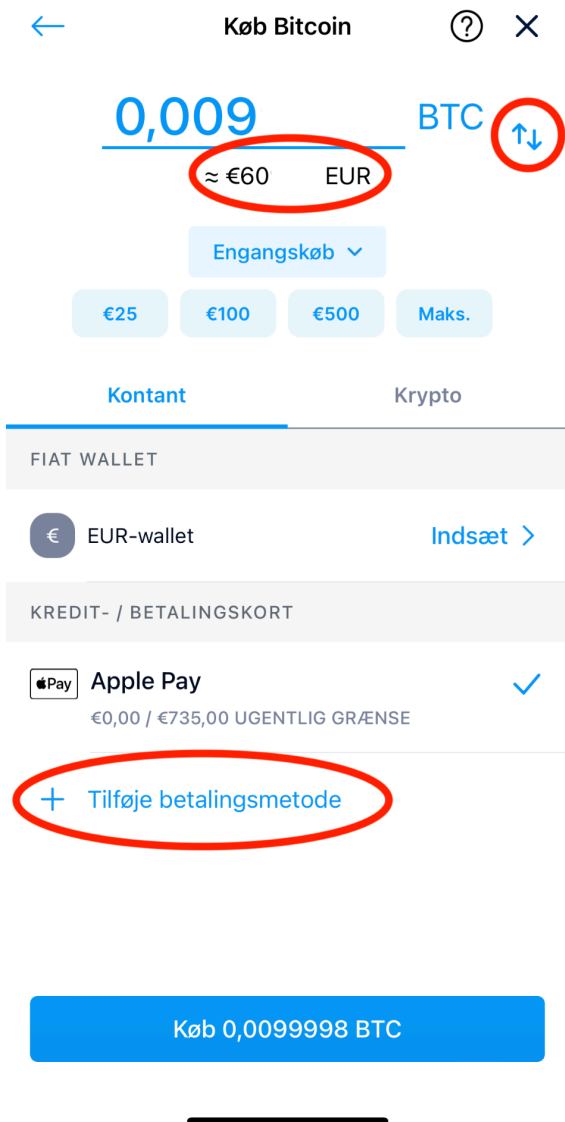 Køb Bitcoin
0,009 BTC
≈ €60 EUR
Engangskøb
€25 €100 €500 Maks.
Kontant Krypto
FIAT WALLET
€ EUR-wallet Indsæt
KREDIT- / BETALINGSKORT
Pay Apple Pay
€0,00 / €735,00 UGENTLIG GRÆNSE
+ Tilføje betalingsmetode
Køb 0,0099998 BTC